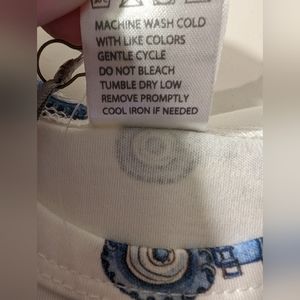 MACHINE WASH COLD
WITH LIKE COLORS
GENTLE CYCLE
DO NOT BLEACH
TUMBLE DRY LOW
REMOVE PROMPTLY
COOL IRON IF NEEDED